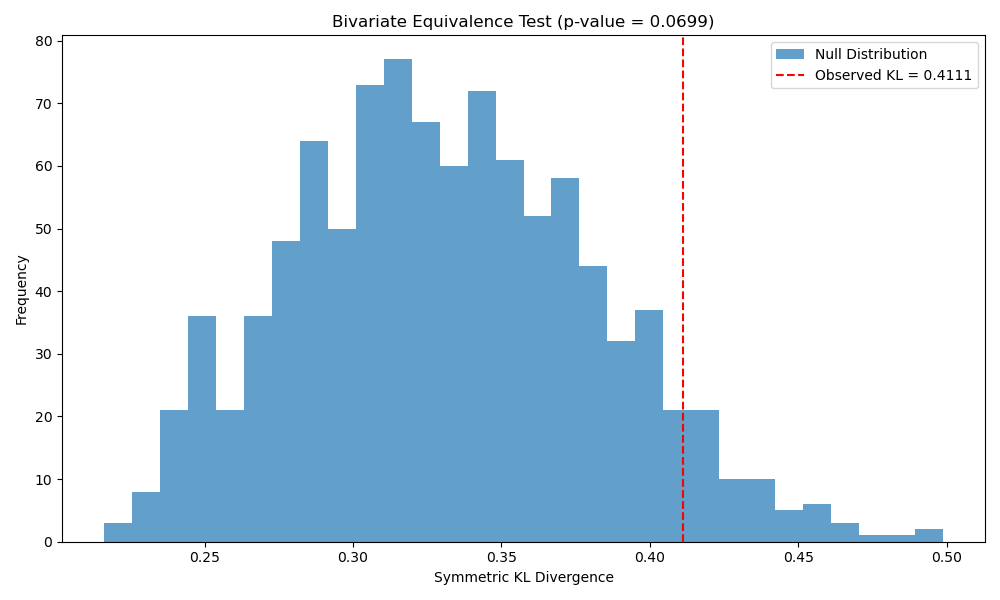 Bivariate Equivalence Test (p-value = 0.0699)
Null Distribution
Observed KL = 0.4111
Frequency
80
70
60
50
40
30
20
10
0
0.25 0.30 0.35 0.40 0.45 0.50
Symmetric KL Divergence